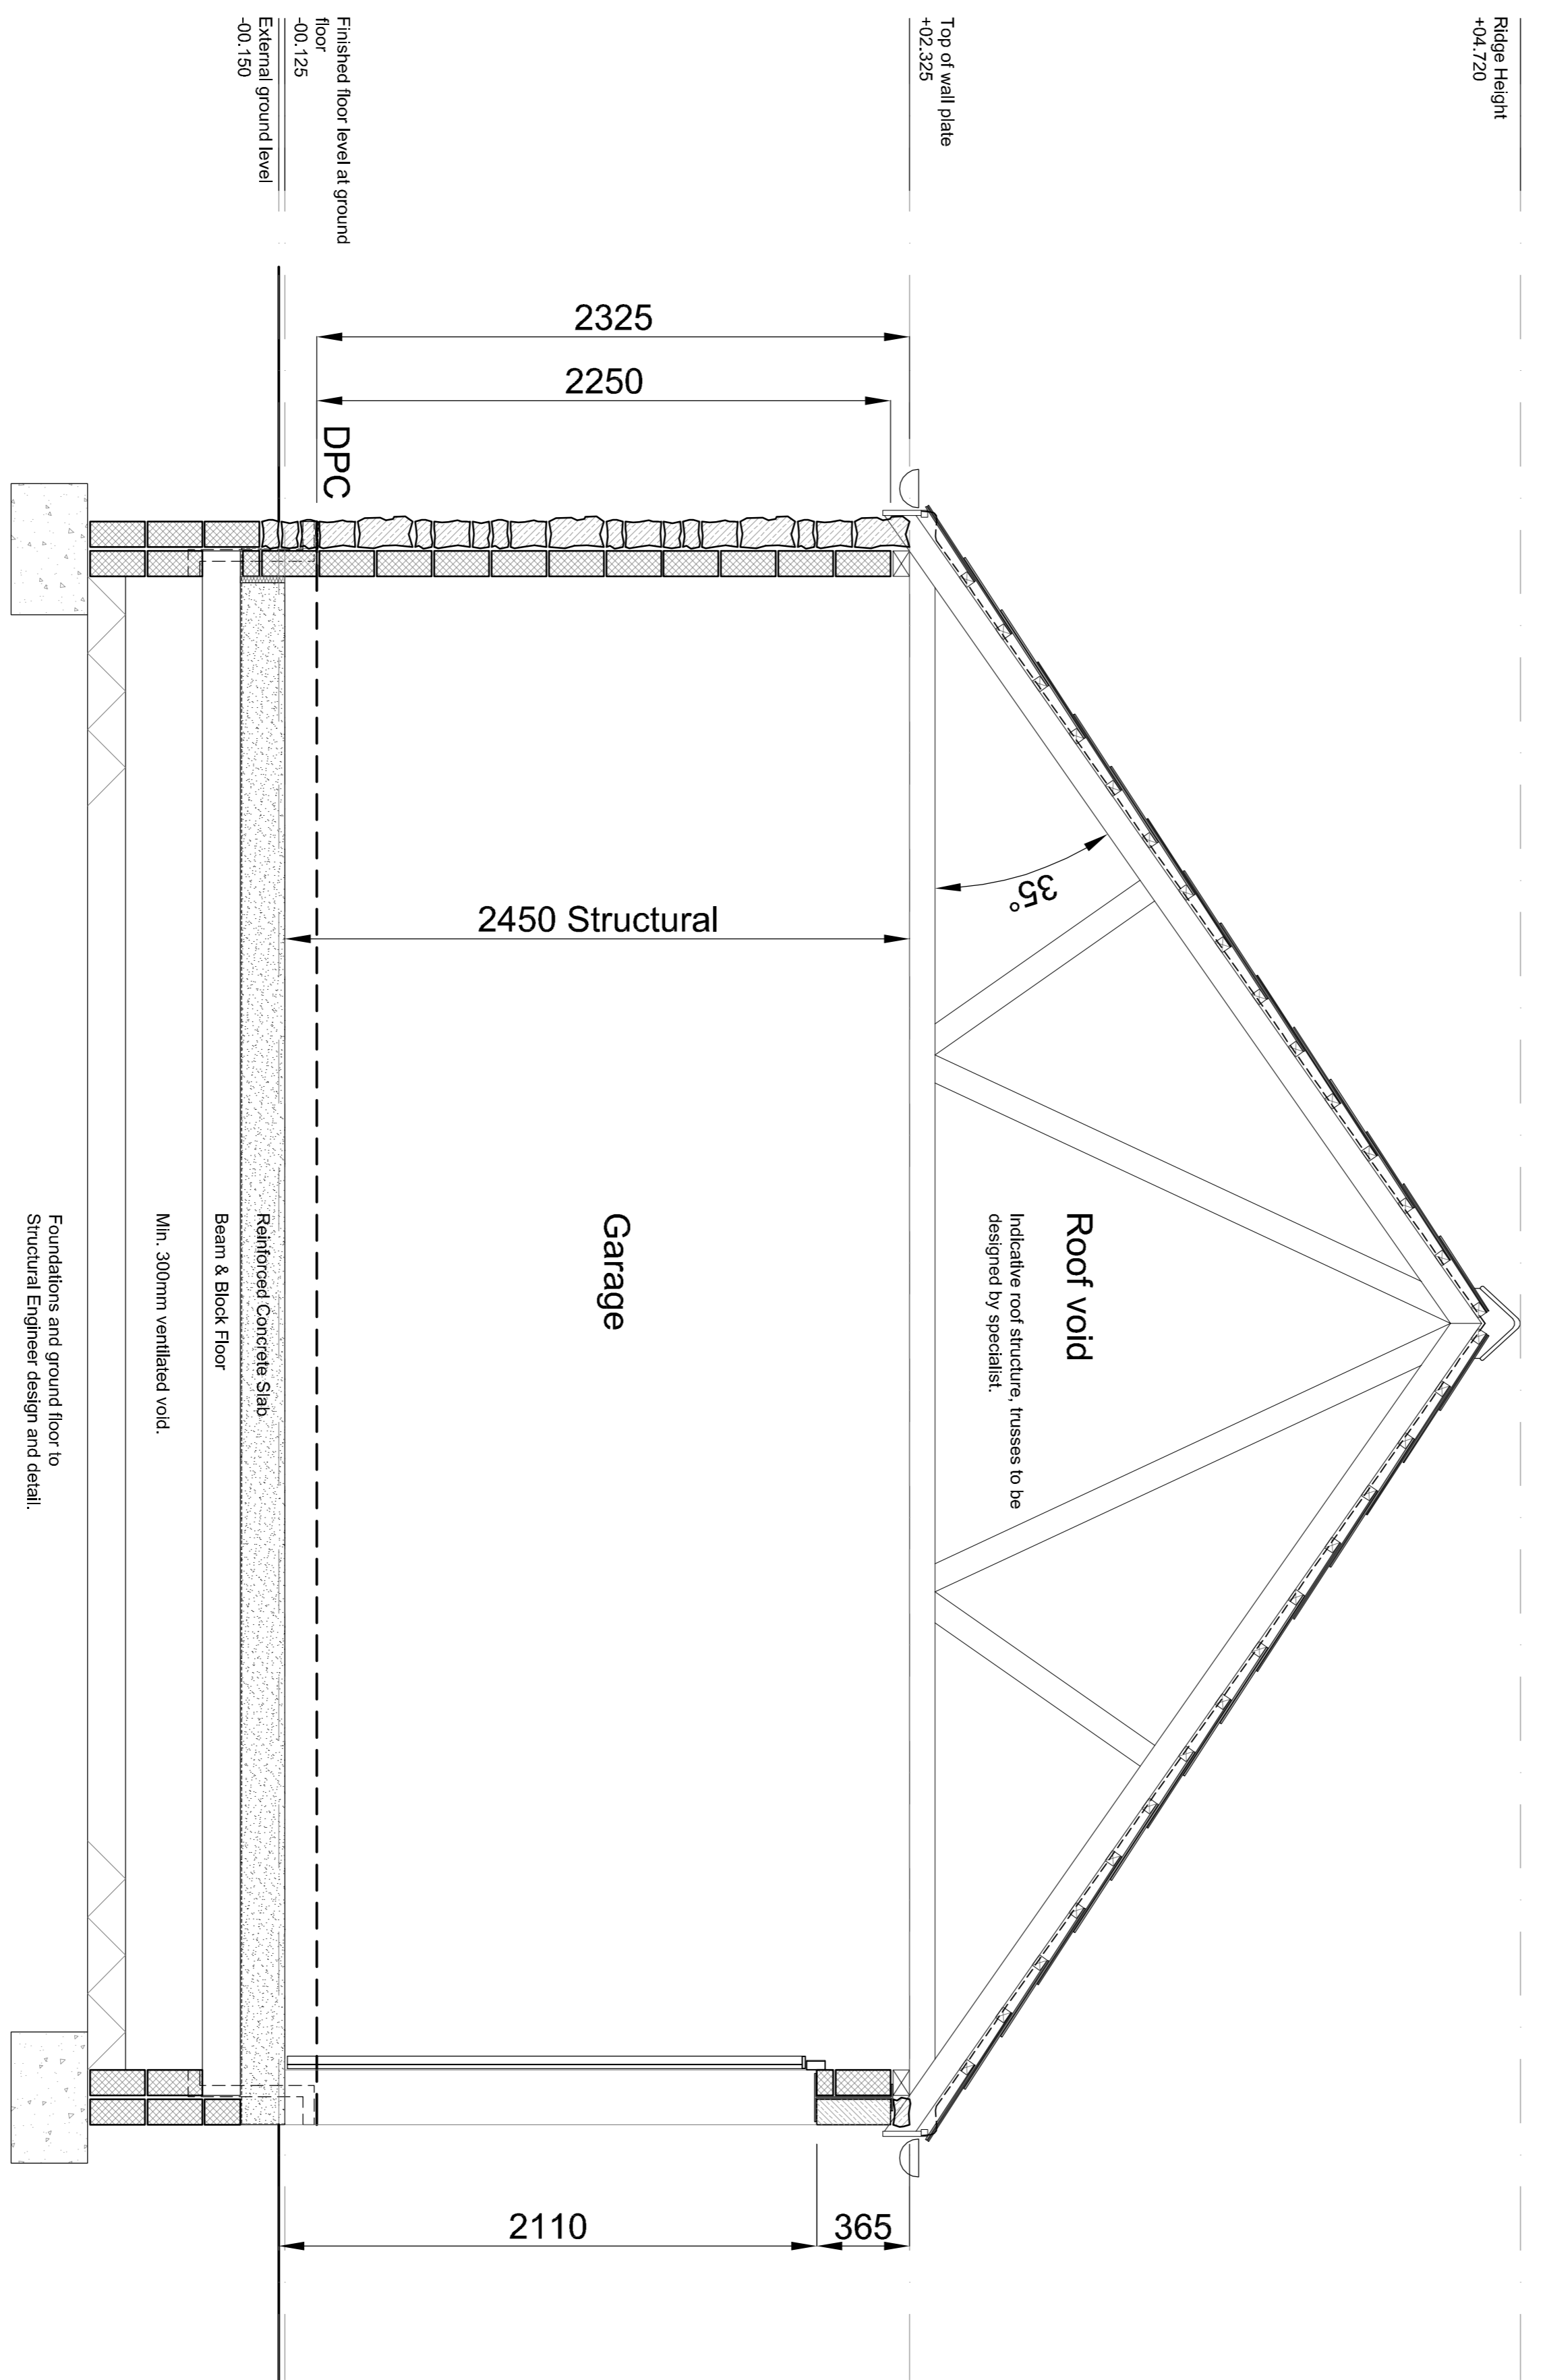 Ridge Height
+04.720
Top of wall plate
+02.325
Finished floor level at ground
floor
-00.125
External ground level
-00.150
2325
2250
DPC
35°
2450 Structural
Roof void
Indicative roof structure, trusses to be
designed by specialist.
Garage
Reinforced Concrete Slab
Beam & Block Floor
Min. 300mm ventilated void.
Foundations and ground floor to
Structural Engineer design and detail.
2110
365